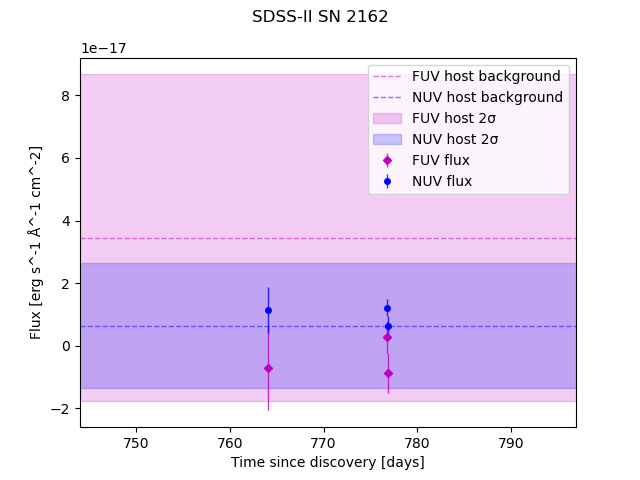 SDSS-II SN 2162
1e−17
FUV host background
NUV host background
FUV host 2σ
NUV host 2σ
FUV flux
NUV flux
8
6
4
2
0
−2
Flux [erg s^-1 Å^-1 cm^-2]
750 760 770 780 790
Time since discovery [days]